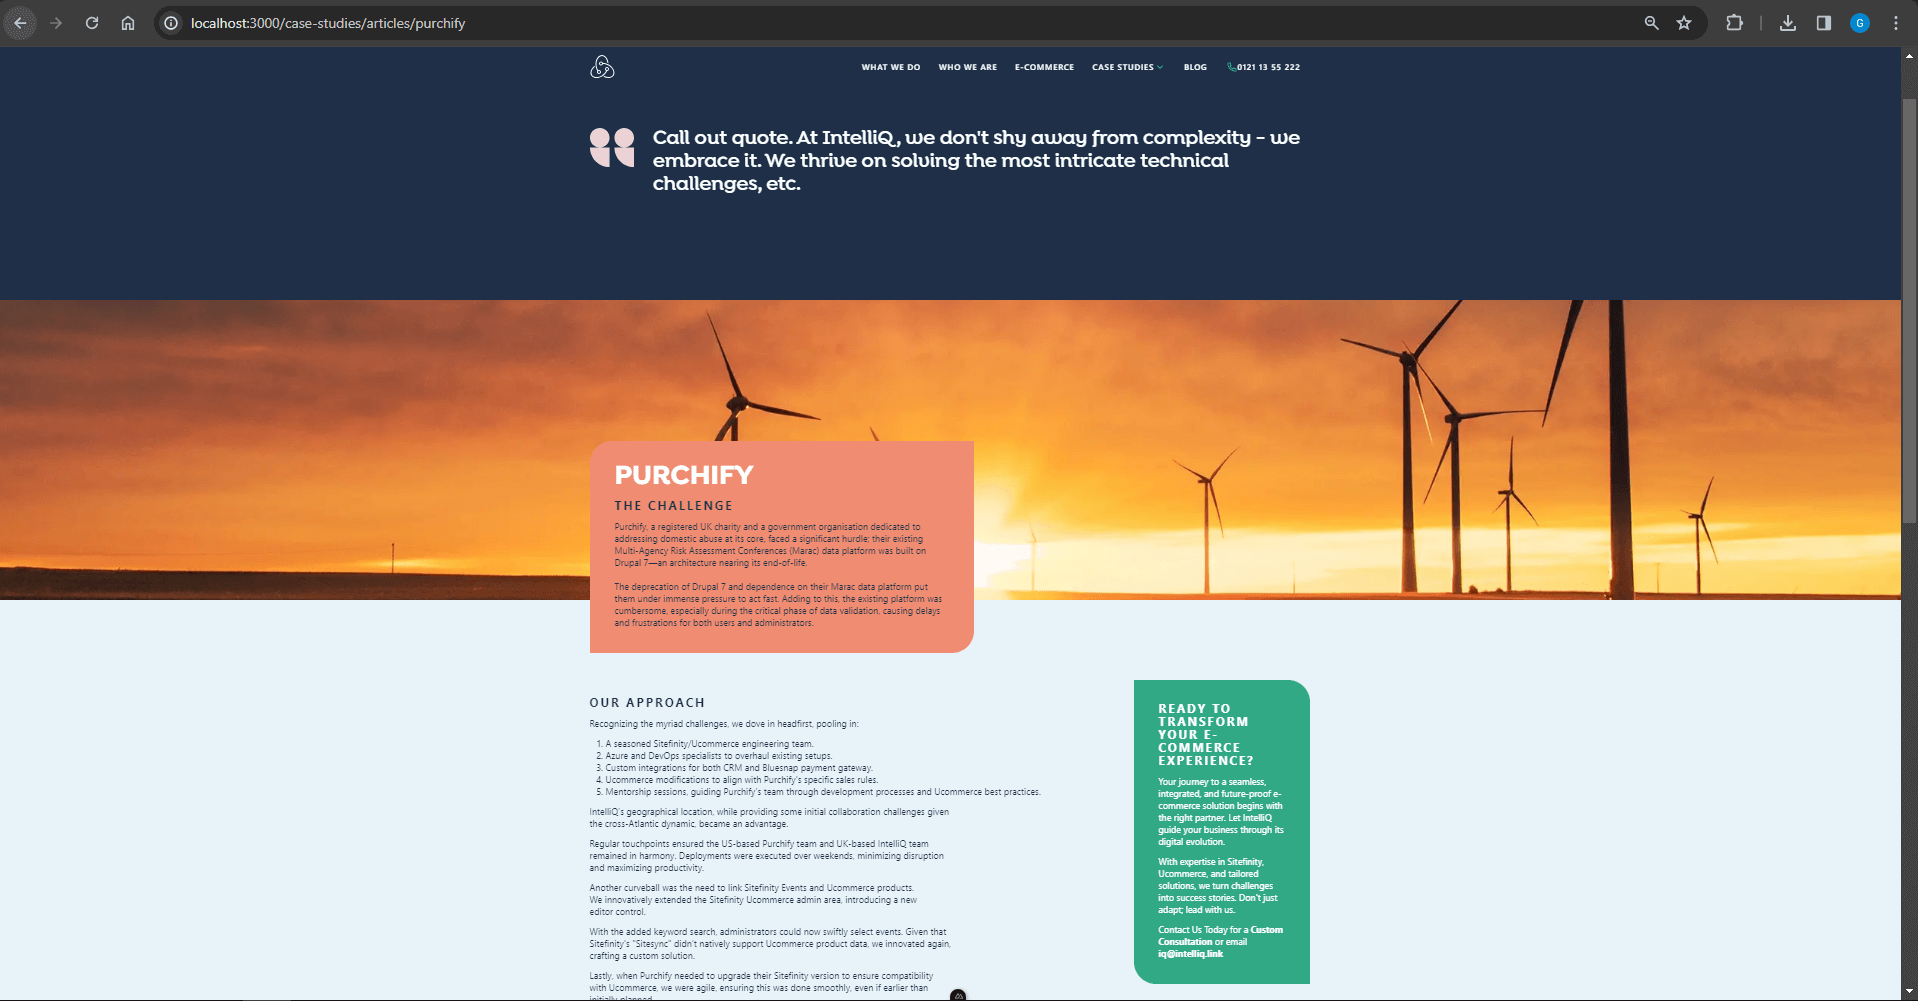 localhost:3000/case-studies/articles/purchify
G
WHAT WE DO
WHO WE ARE
E-COMMERCE
CASE STUDIES
BLOG
0121 13 55 222
Call out quote. At IntelliQ, we don't shy away from complexity - we
embrace it. We thrive on solving the most intricate technical
challenges, etc.
PURCHIFY
THE CHALLENGE
Purchify, a registered UK charity and a government organisation dedicated to
addressing domestic abuse at its core, faced a significant hurdle: their existing
Multi-Agency Risk Assessment Conferences (Marac) data platform was built on
Drupal 7—an architecture nearing its end-of-life.
The deprecation of Drupal 7 and dependence on their Marac data platform put
them under immense pressure to act fast. Adding to this, the existing platform was
cumbersome, especially during the critical phase of data validation, causing delays
and frustrations for both users and administrators.
OUR APPROACH
Recognizing the myriad challenges, we dove in headfirst, pooling in:
1. A seasoned Sitefinity/Ucommerce engineering team.
2. Azure and DevOps specialists to overhaul existing setups.
3. Custom integrations for both CRM and Bluesnap payment gateway.
4. Ucommerce modifications to align with Purchify's specific sales rules.
5. Mentorship sessions, guiding Purchify's team through development processes and Ucommerce best practices.
IntelliQ's geographical location, while providing some initial collaboration challenges given
the cross-Atlantic dynamic, became an advantage.
Regular touchpoints ensured the US-based Purchify team and UK-based IntelliQ team
remained in harmony. Deployments were executed over weekends, minimizing disruption
and maximizing productivity.
Another curveball was the need to link Sitefinity Events and Ucommerce products.
We innovatively extended the Sitefinity Ucommerce admin area, introducing a new
editor control.
With the added keyword search, administrators could now swiftly select events. Given that
Sitefinity's "Sitesync" didn't natively support Ucommerce product data, we innovated again,
crafting a custom solution.
Lastly, when Purchify needed to upgrade their Sitefinity version to ensure compatibility
with Ucommerce, we were agile, ensuring this was done smoothly, even if earlier than
initially planned.
READY TO
TRANSFORM
YOUR E-
COMMERCE
EXPERIENCE?
Your journey to a seamless,
integrated, and future-proof e-
commerce solution begins with
the right partner. Let IntelliQ
guide your business through its
digital evolution.
With expertise in Sitefinity,
Ucommerce, and tailored
solutions, we turn challenges
into success stories. Don't just
adapt; lead with us.
Contact Us Today for a Custom
Consultation or email
iq@intelliq.link